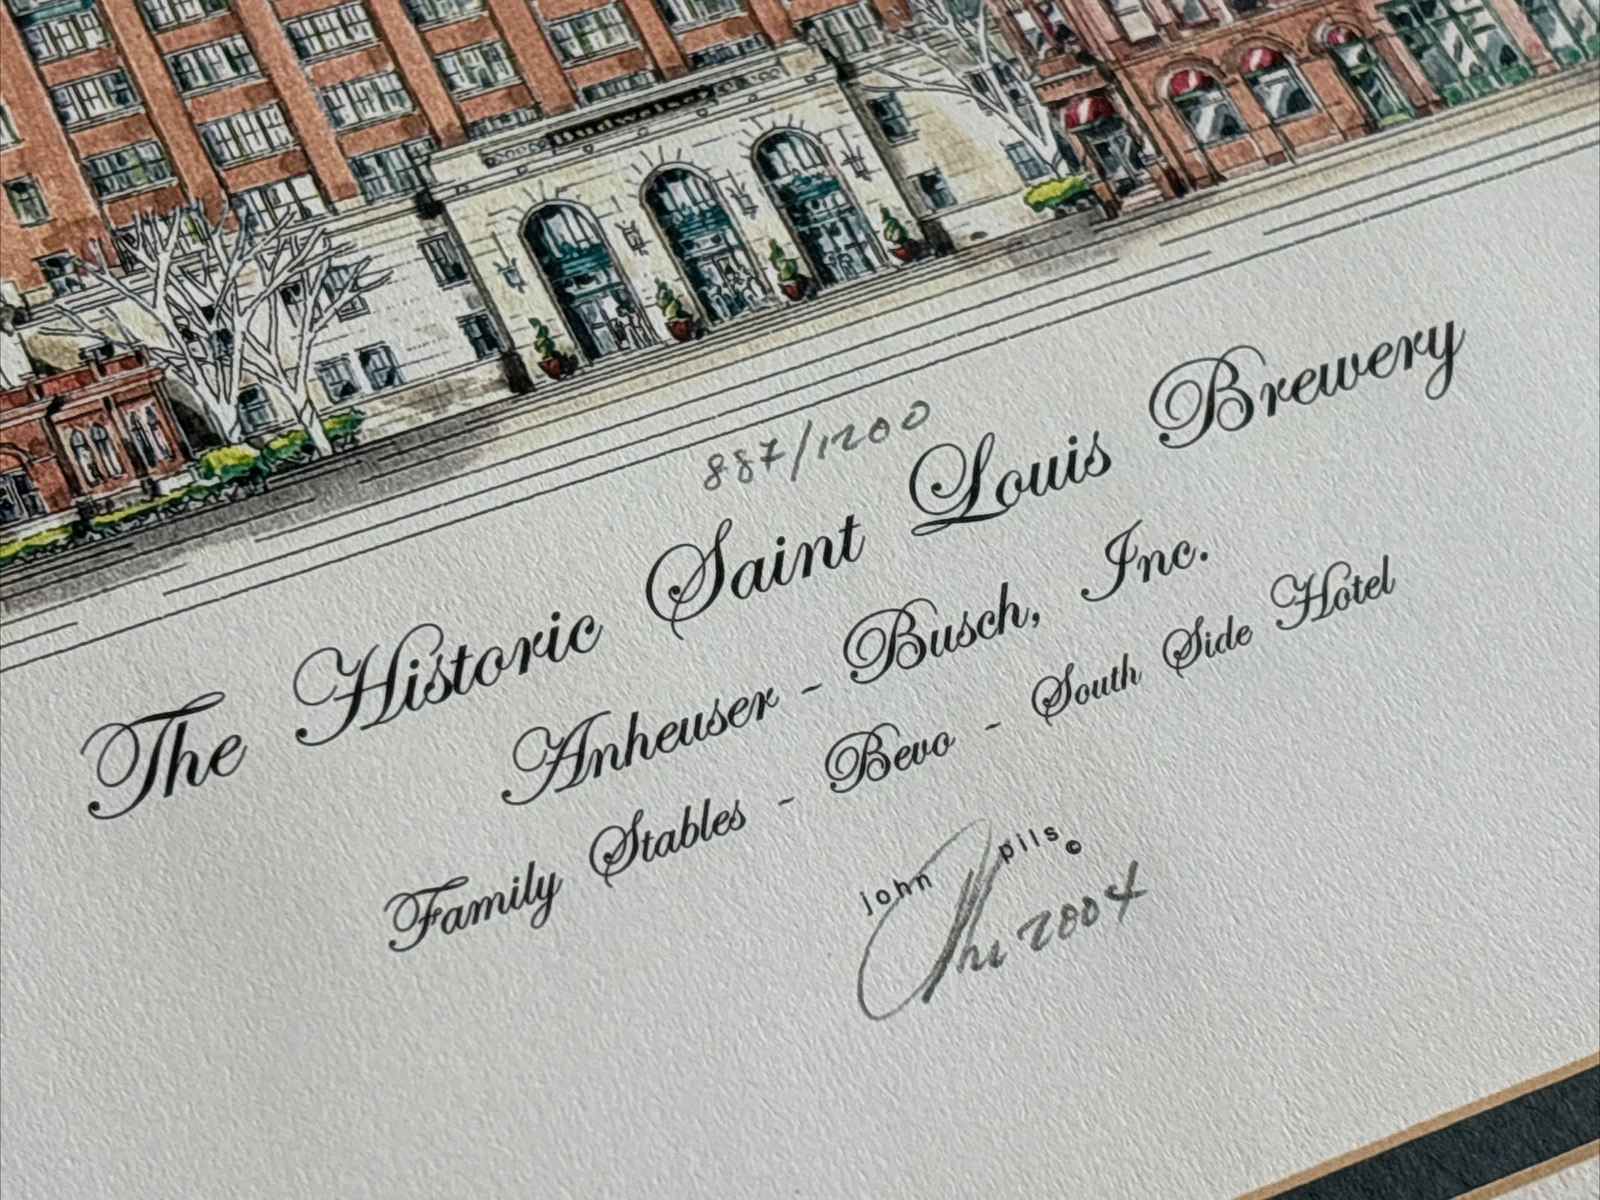 Budweiser
887/1200
The Historic Saint Louis Brewery
Anheuser - Busch, Inc.
Family Stables - Bevo - South Side Hotel
john pils©
2004